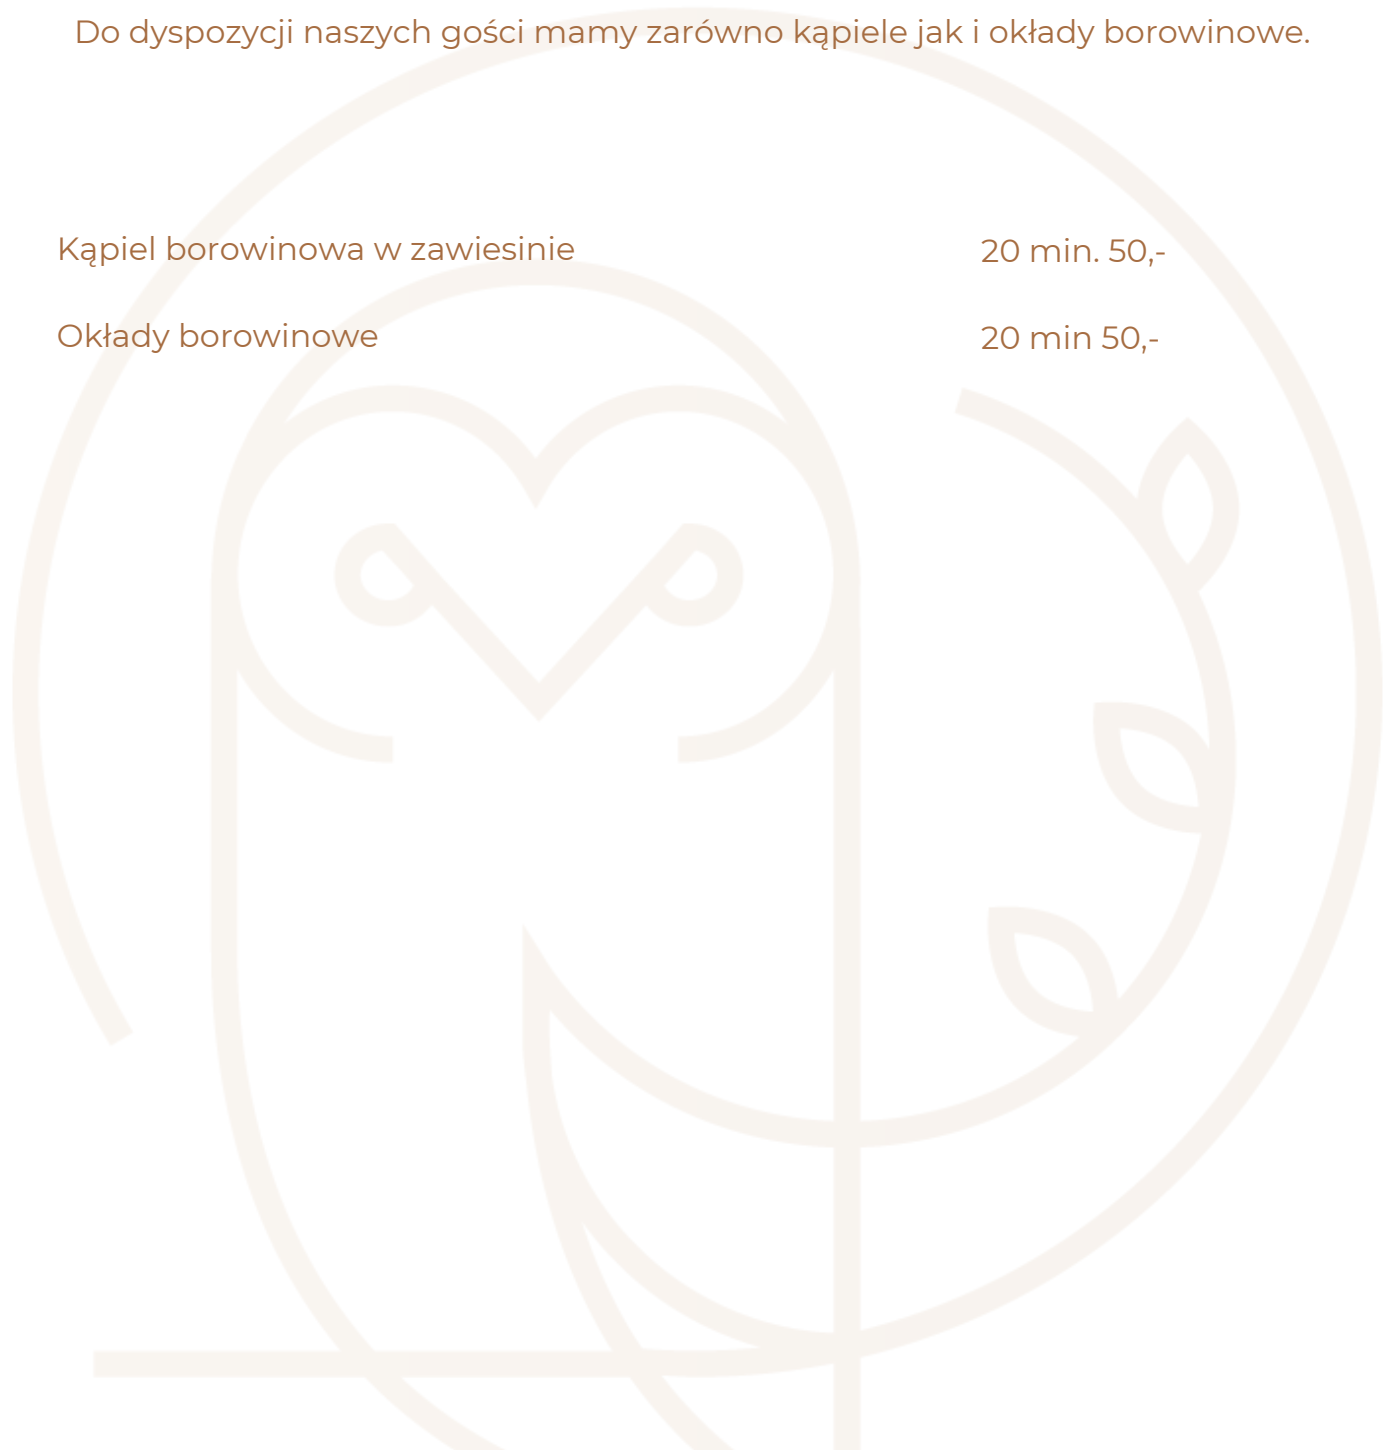 Do dyspozycji naszych gości mamy zarówno kąpiele jak i okłady borowinowe.
Kąpiel borowinowa w zawiesinie 20 min. 50,-
Okłady borowinowe 20 min 50,-